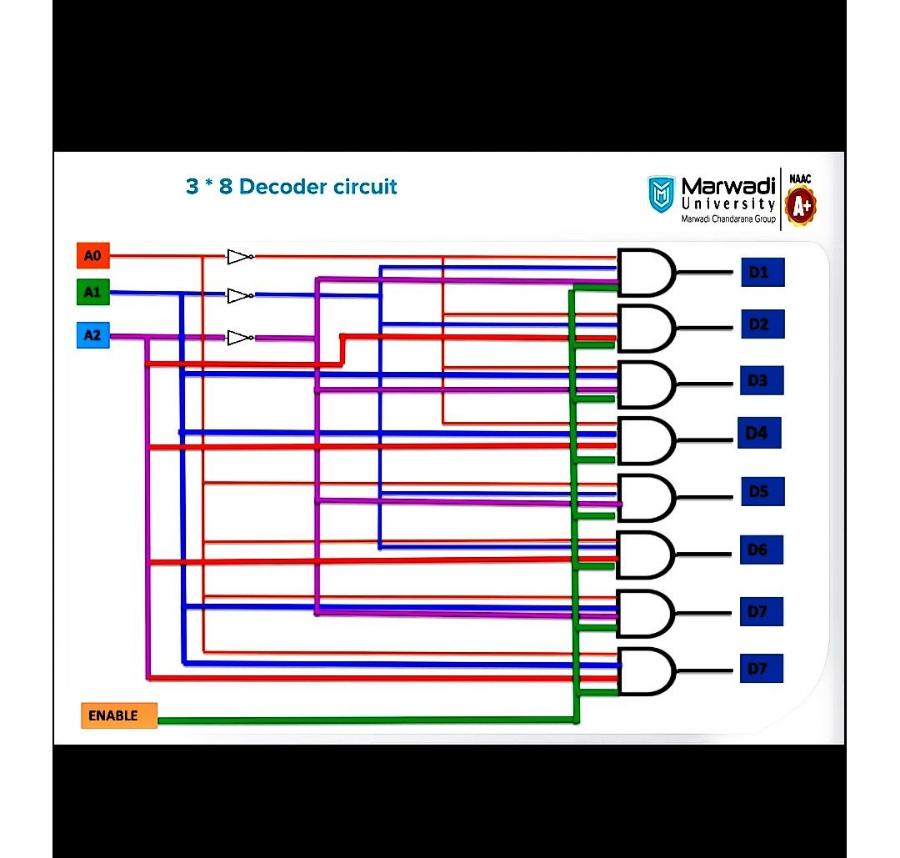 3 * 8 Decoder circuit
Marwadi
University
Marwadi Chandarana Group
NAAC
A+
A0
A1
A2
D1
D2
D3
D4
D5
D6
D7
D7
ENABLE